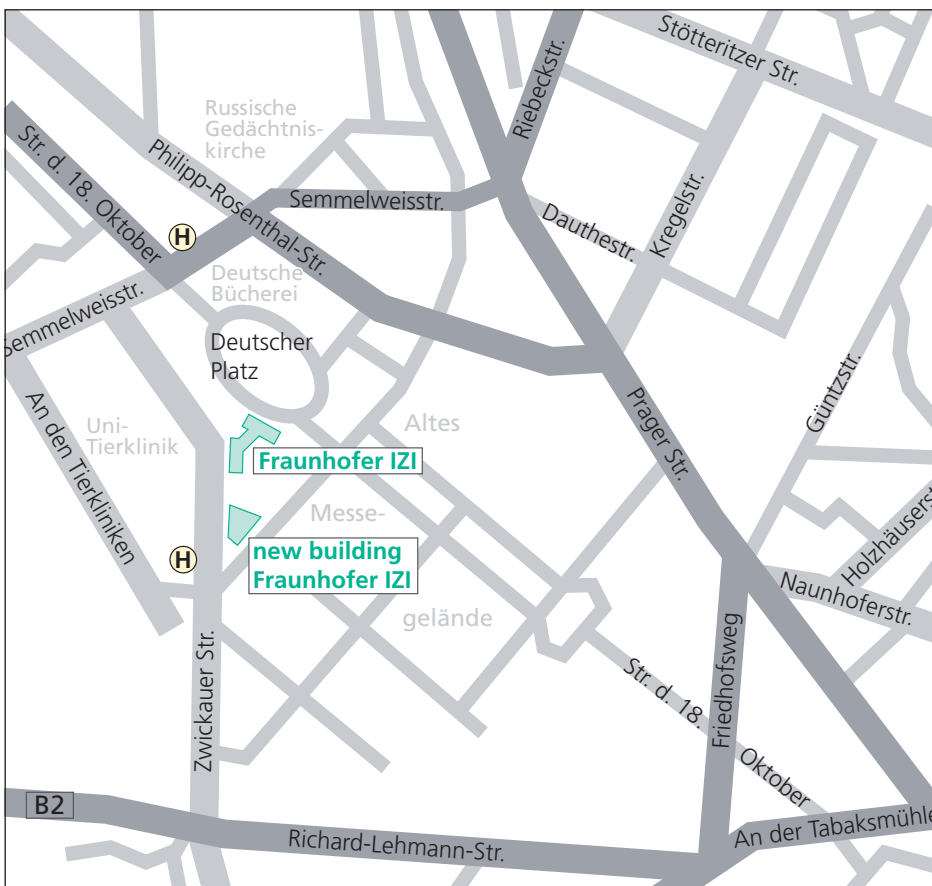 Stötteritzer Str.
Riebeckstr.
Russische
Gedächtnis-
kirche
Str. d. 18. Oktober
Philipp-Rosenthal-Str.
Semmelweisstr.
Dauthestr.
Kregelstr.
H
Deutsche
Bücherei
Semmelweisstr.
Deutscher
Platz
Güntzstr.
An den Tierkliniken
Uni-
Tierklinik
Altes
Prager Str.
Fraunhofer IZI
Messe-
new building
Fraunhofer IZI
H
Holzhäuserst
Naunhoferstr.
gelände
Zwickauer Str.
Friedhofsweg
Str. d. 18. Oktober
B2
Richard-Lehmann-Str.
An der Tabaksmühle